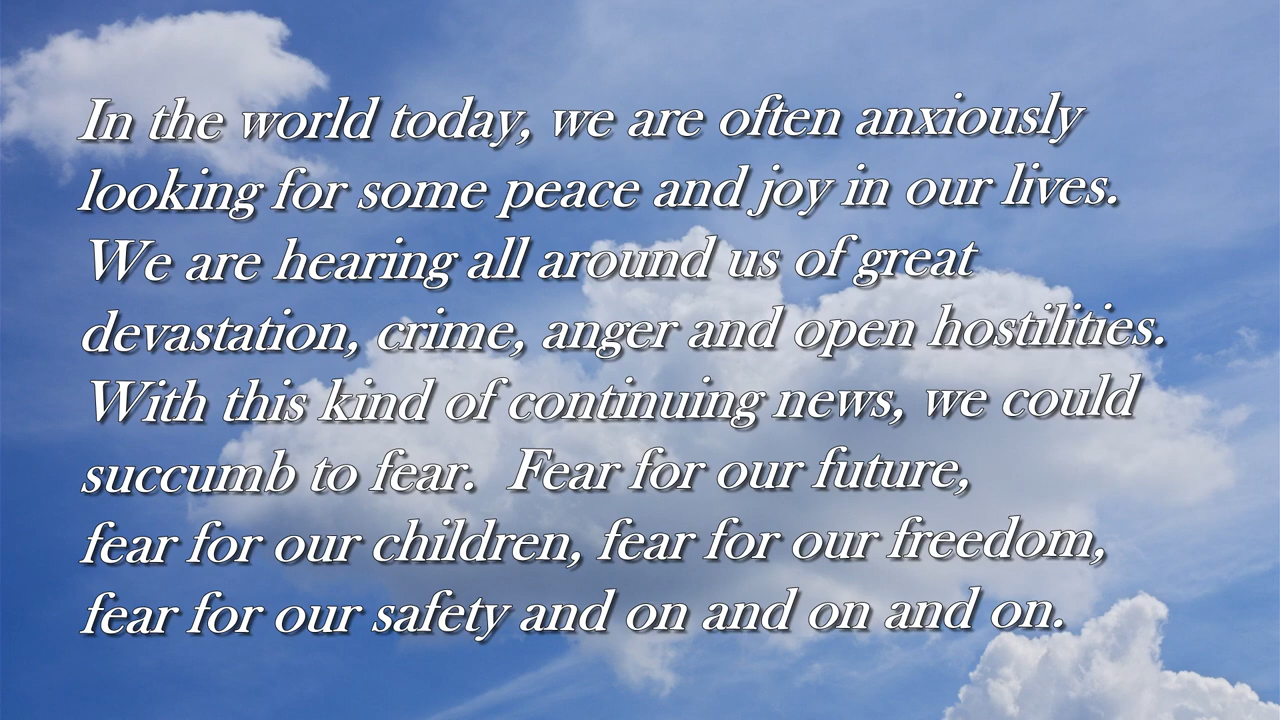 In the world today, we are often anxiously
looking for some peace and joy in our lives.
We are hearing all around us of great
devastation, crime, anger and open hostilities.
With this kind of continuing news, we could
succumb to fear.  Fear for our future,
fear for our children, fear for our freedom,
fear for our safety and on and on and on.